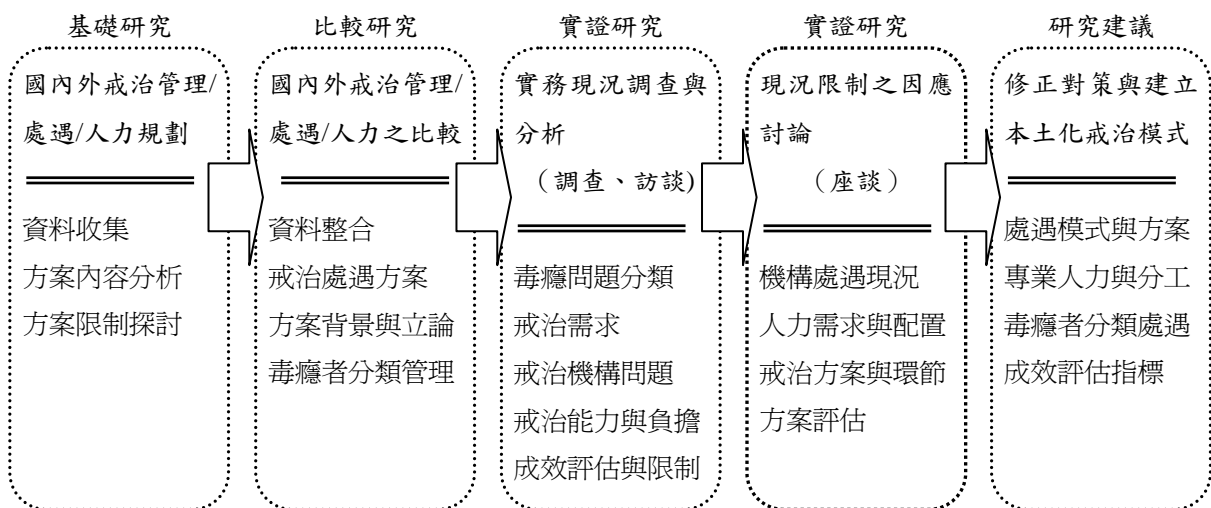 基礎研究
國內外戒治管理/
處遇/人力規劃
資料收集
方案內容分析
方案限制探討
比較研究
國內外戒治管理/
處遇/人力之比較
資料整合
戒治處遇方案
方案背景與立論
毒癮者分類管理
實證研究
實務現況調查與
分析
（調查、訪談)
毒癮問題分類
戒治需求
戒治機構問題
戒治能力與負擔
成效評估與限制
實證研究
現況限制之因應
討論
（座談）
機構處遇現況
人力需求與配置
戒治方案與環節
方案評估
研究建議
修正對策與建立
本土化戒治模式
處遇模式與方案
專業人力與分工
毒癮者分類處遇
成效評估指標